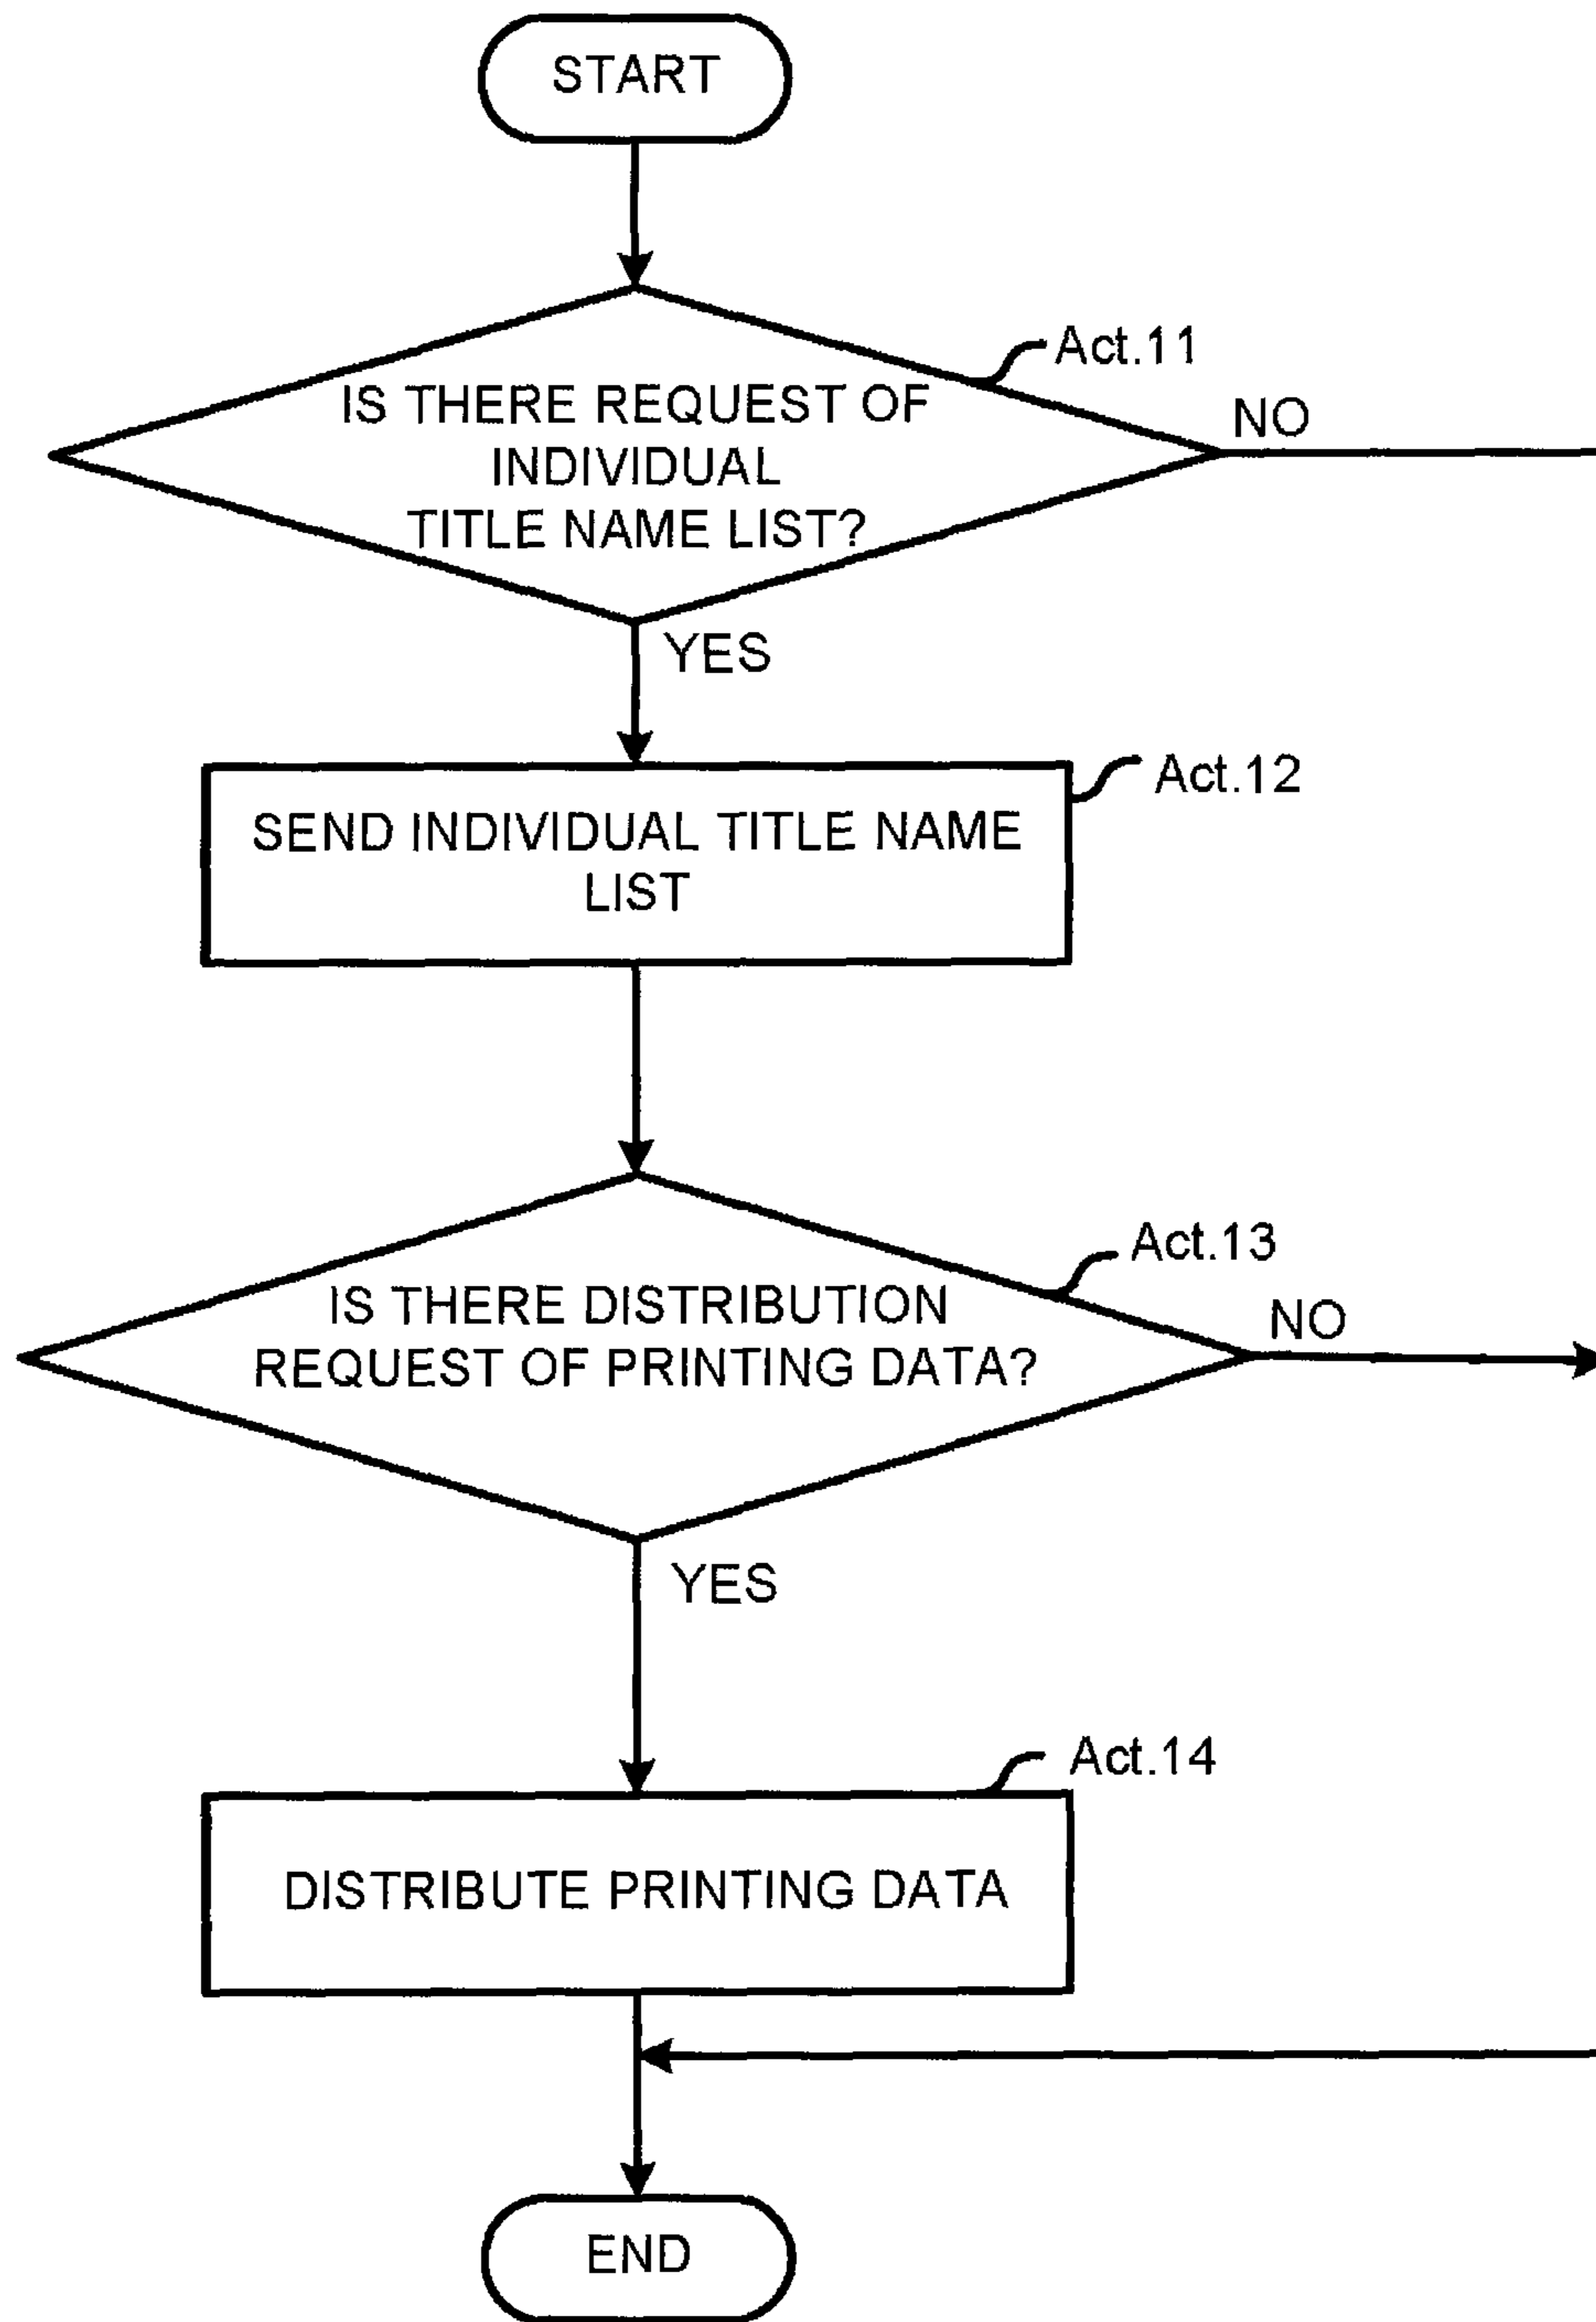 START
Act.11
IS THERE REQUEST OF
INDIVIDUAL
TITLE NAME LIST?
NO
YES
Act.12
SEND INDIVIDUAL TITLE NAME
LIST
Act.13
IS THERE DISTRIBUTION
REQUEST OF PRINTING DATA?
NO
YES
Act.14
DISTRIBUTE PRINTING DATA
END